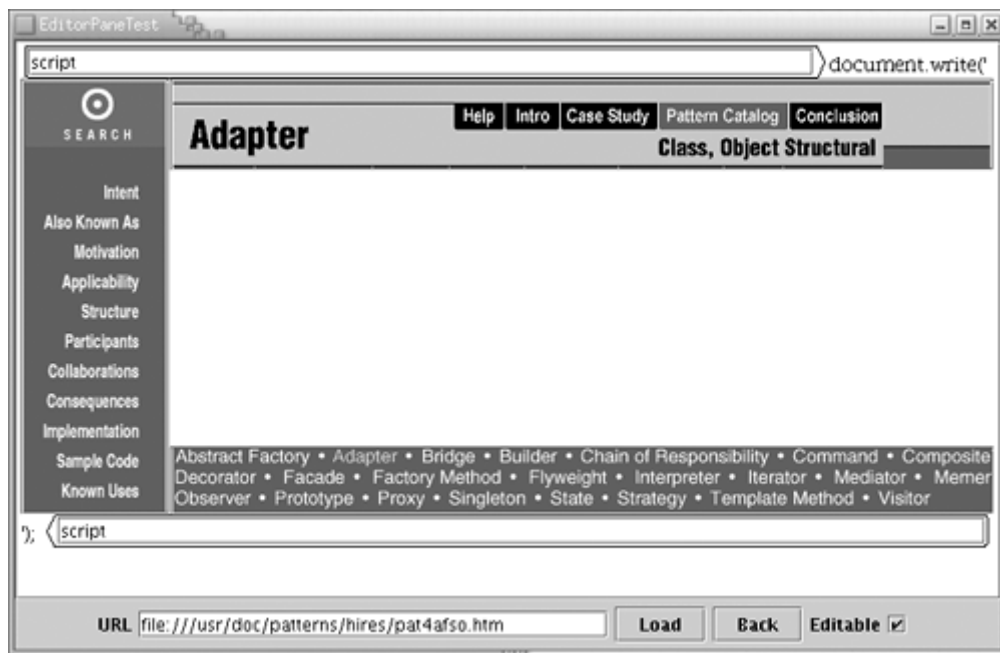 EditorPaneTest
script document.write('
SEARCH
Help Intro Case Study Pattern Catalog Conclusion
Adapter
Class, Object Structural
Intent
Also Known As
Motivation
Applicability
Structure
Participants
Collaborations
Consequences
Implementation
Sample Code
Known Uses
Abstract Factory • Adapter • Bridge • Builder • Chain of Responsibility • Command • Composite
Decorator • Facade • Factory Method • Flyweight • Interpreter • Iterator • Mediator • Memer
Observer • Prototype • Proxy • Singleton • State • Strategy • Template Method • Visitor
'); script
URL file:///usr/doc/patterns/hires/pat4afso.htm Load Back Editable